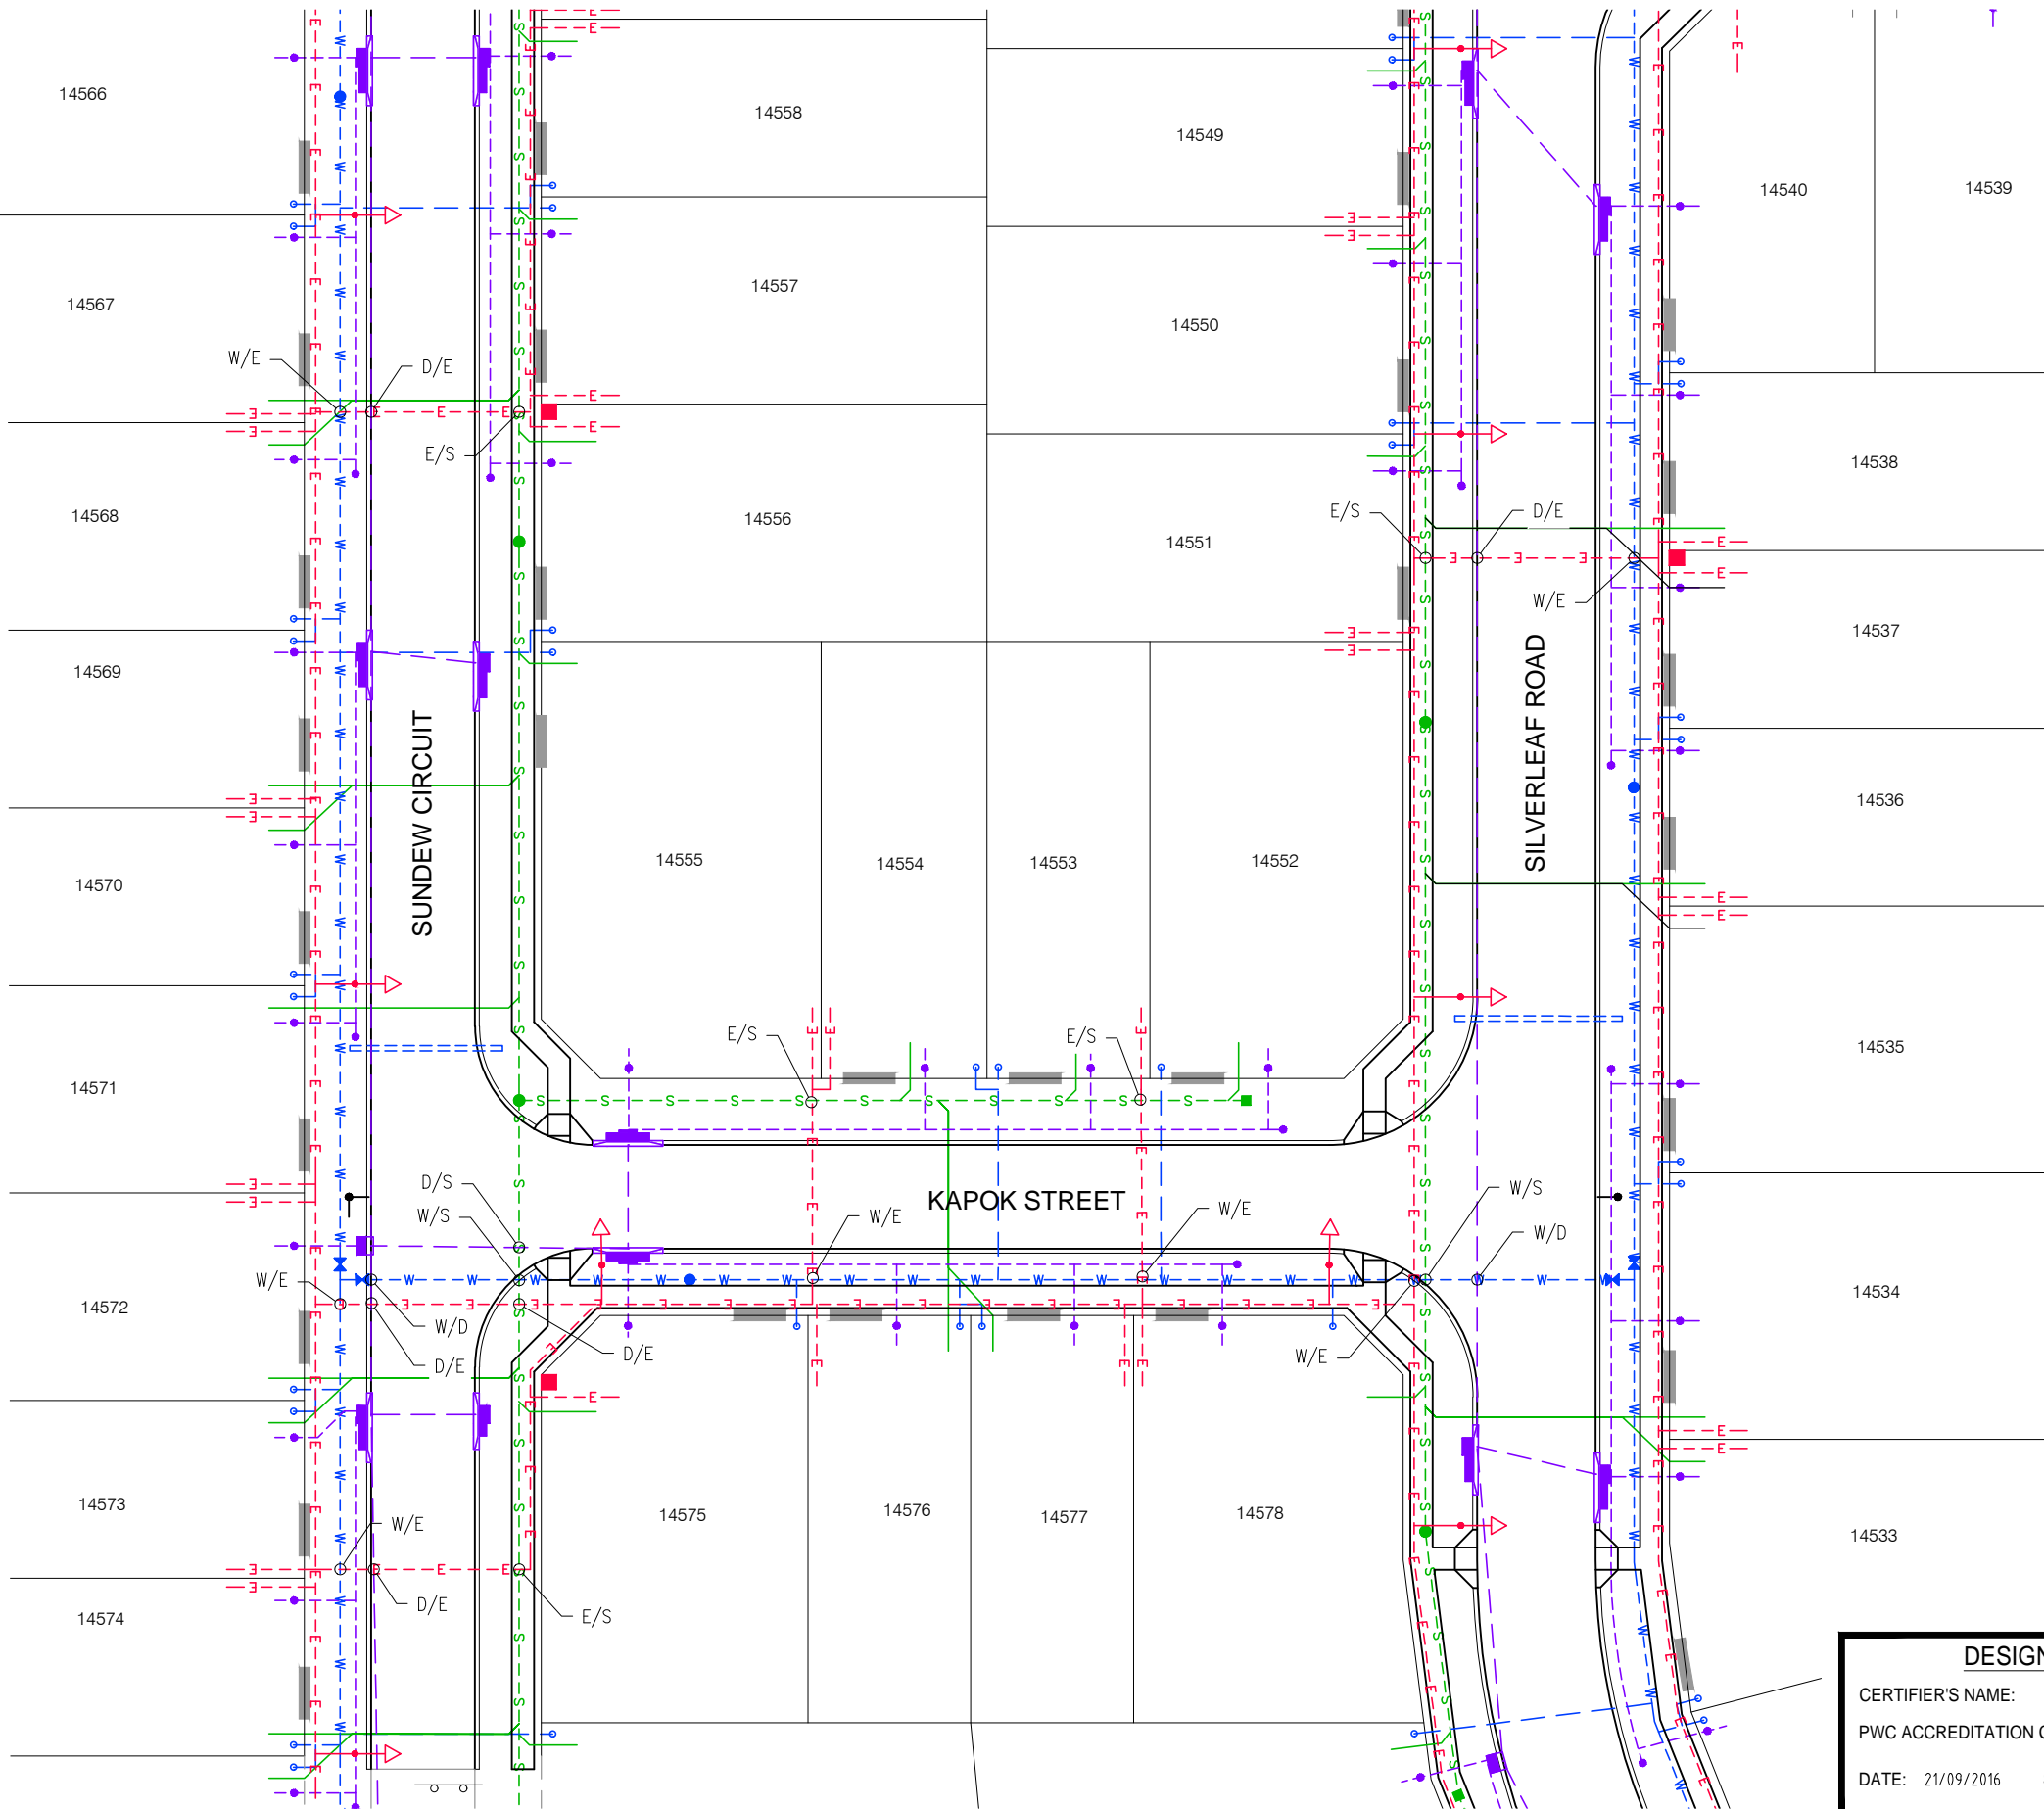 14566
14558
14549
14540
14539
14567
14557
14550
W/E
D/E
E/S
14568
14556
14551
E/S
D/E
W/E
14538
14537
14569
SUNDEW CIRCUIT
SILVERLEAF ROAD
14536
14570
14555
14554
14553
14552
14571
E/S
E/S
14535
D/S
W/S
KAPOK STREET
W/E
W/E
W/S
W/D
W/E
14572
W/D
D/E
D/E
W/E
14534
14573
14575
14576
14577
14578
14533
W/E
D/E
E/S
14574
DESIGN
CERTIFIER'S NAME:
PWC ACCREDITATION
DATE: 21/09/2016